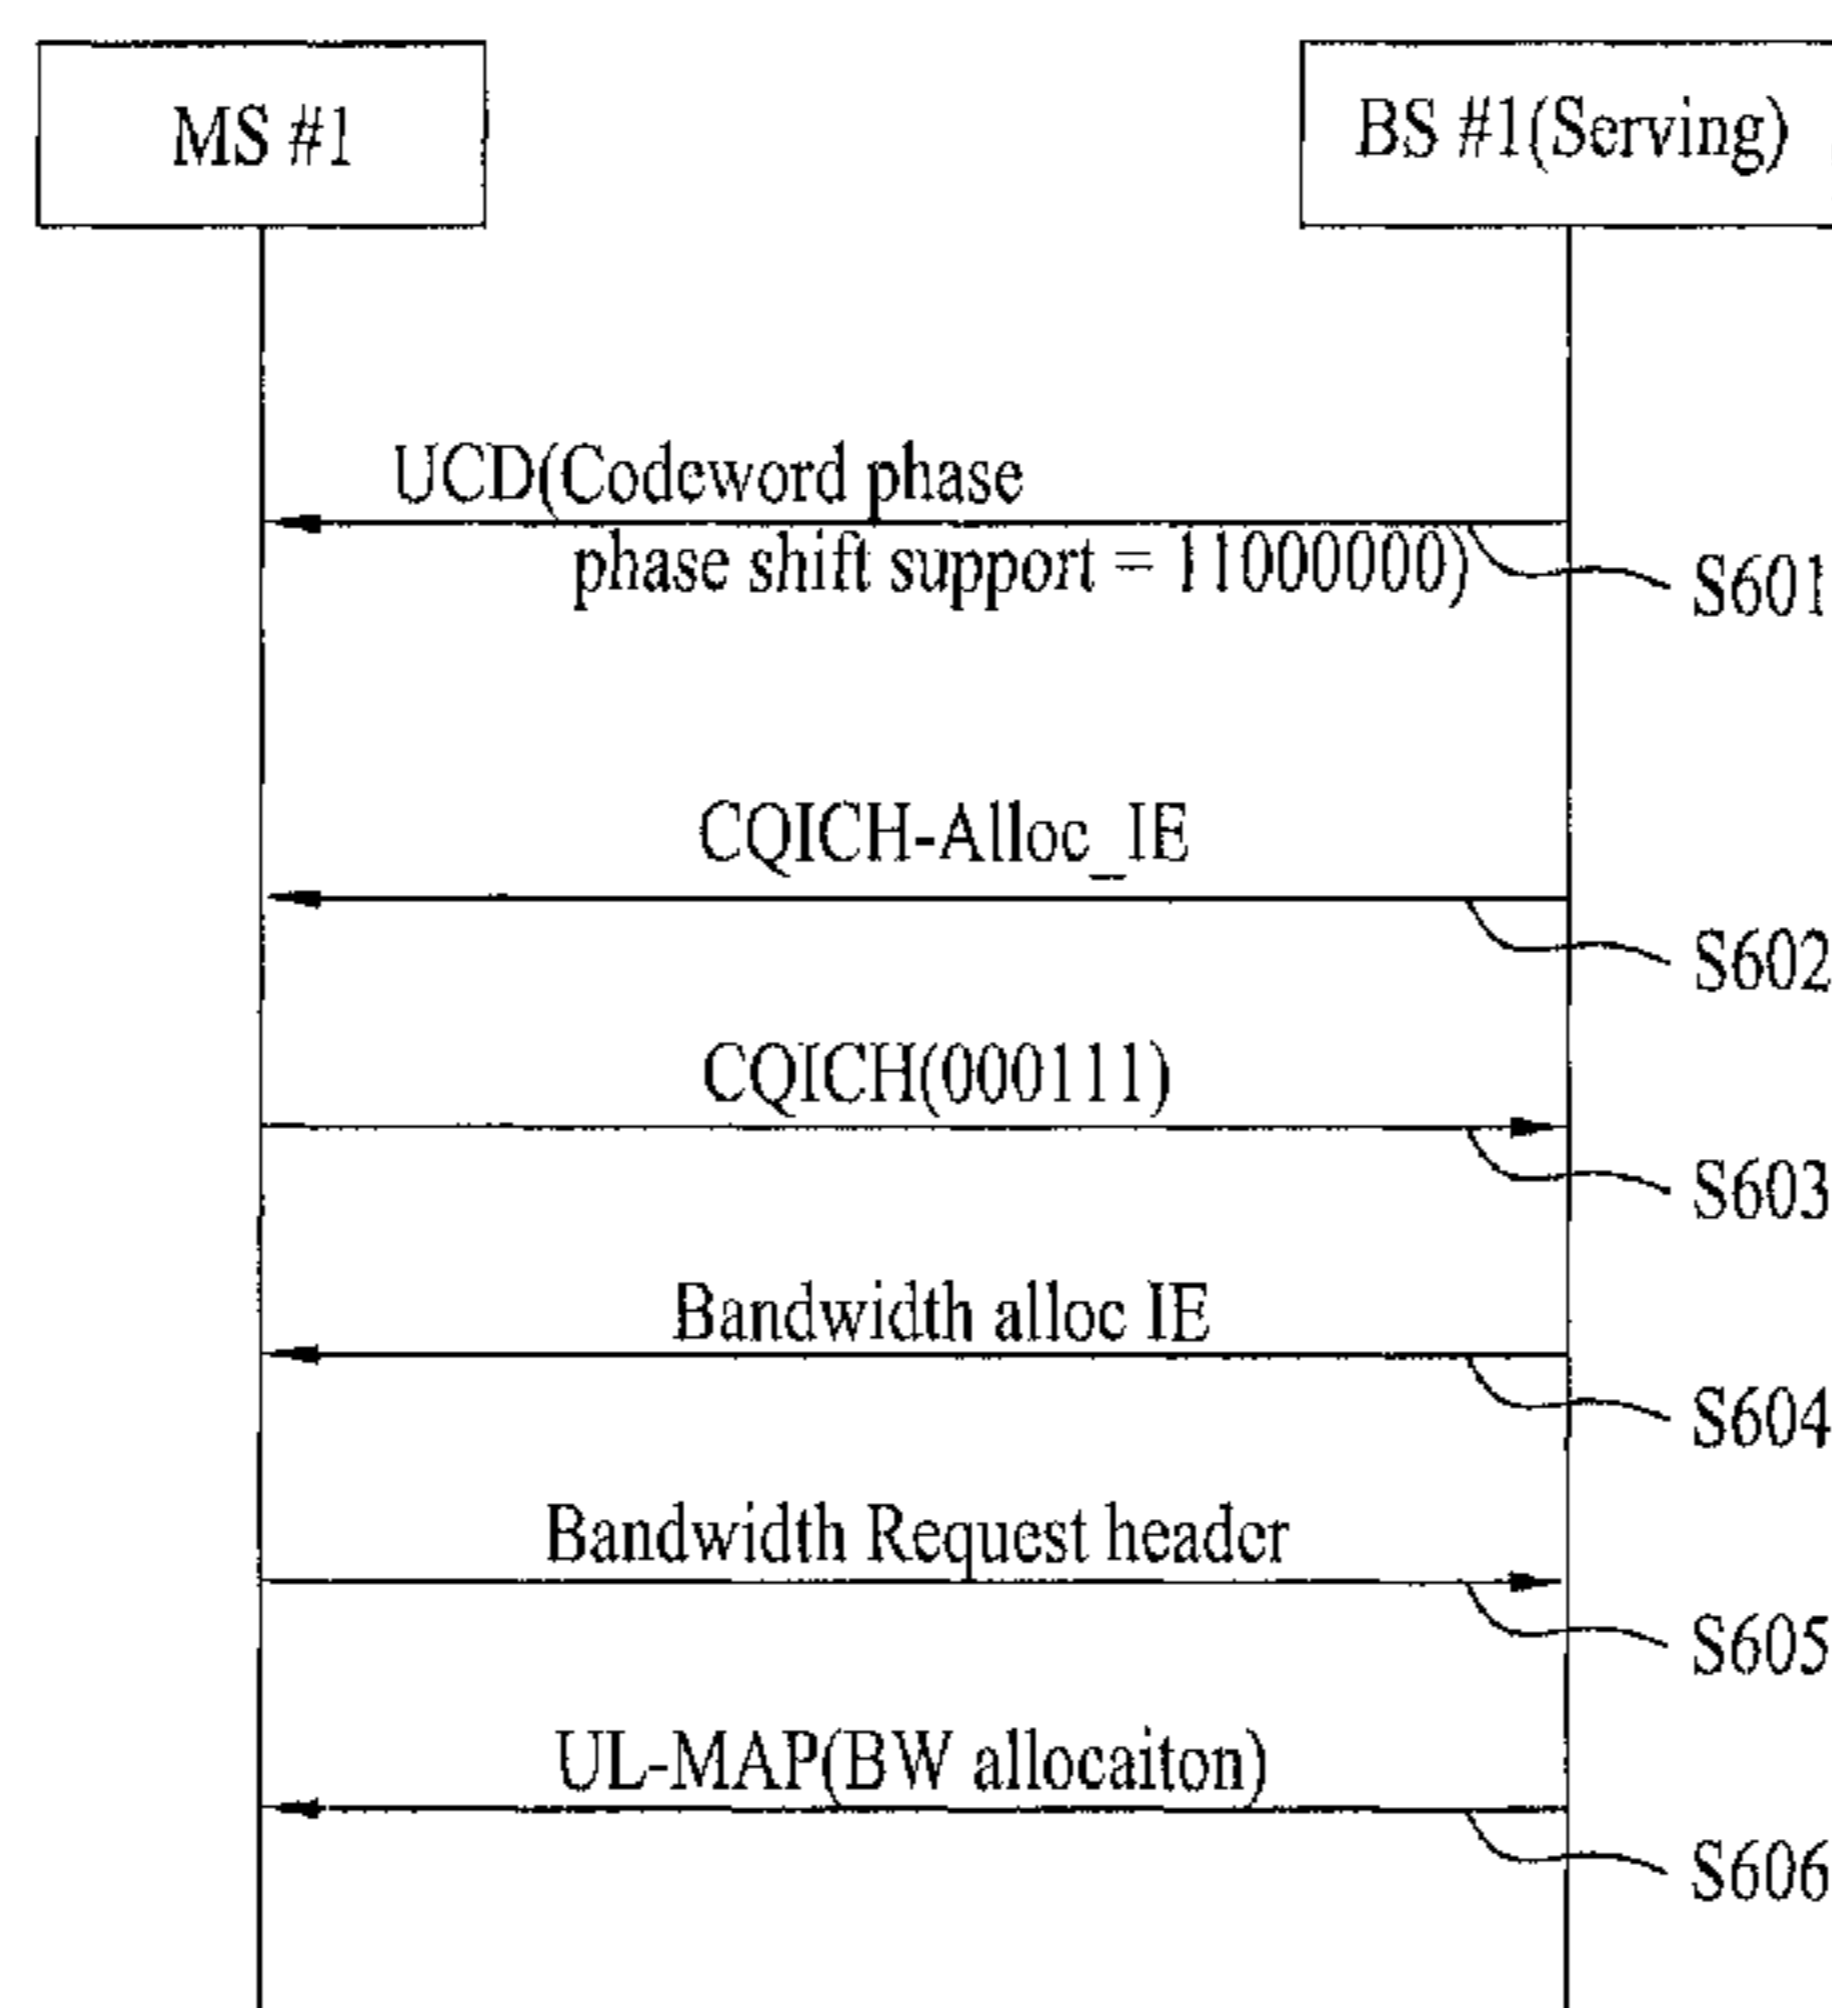 MS #1
BS #1(Serving)
UCD(Codeword phase
phase shift support = 11000000)
S601
CQICH-Alloc_IE
S602
CQICH(000111)
S603
Bandwidth alloc IE
S604
Bandwidth Request header
S605
UL-MAP(BW allocaiton)
S606